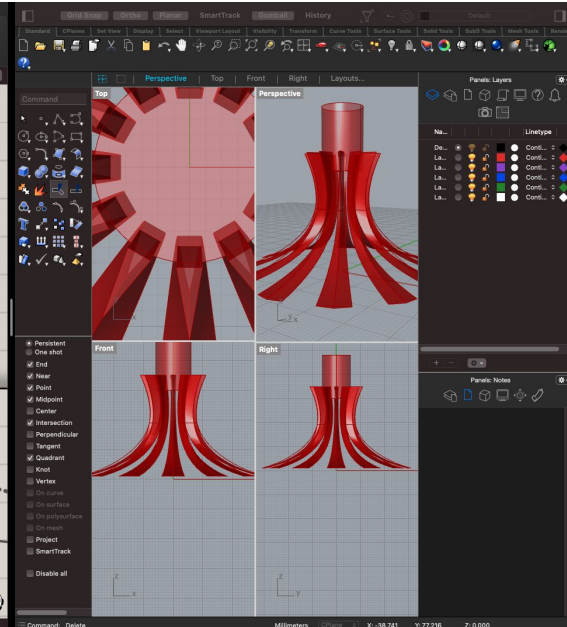 Grid Snap Ortho Planar SmartTrack Gumball History Default
Standard CPlanes Set View Display Select Viewport Layout Visibility Transform Curve Tools Surface Tools Solid Tools SubD Tools Mesh Tools
Perspective Top Front Right Layouts...
Panels: Layers
Command
Na... Linetype
De... Conti...
La... Conti...
La... Conti...
La... Conti...
La... Conti...
La... Conti...
Top
x
Perspective
z
y x
Front
z
x
Right
z
y
Persistent
One shot
End
Near
Point
Midpoint
Center
Intersection
Perpendicular
Tangent
Quadrant
Knot
Vertex
On curve
On surface
On polysurface
On mesh
Project
SmartTrack
Disable all
Panels: Notes
Command: Delete
Millimeters CPlane X: -38.741 Y: 77.216 Z: 0.000